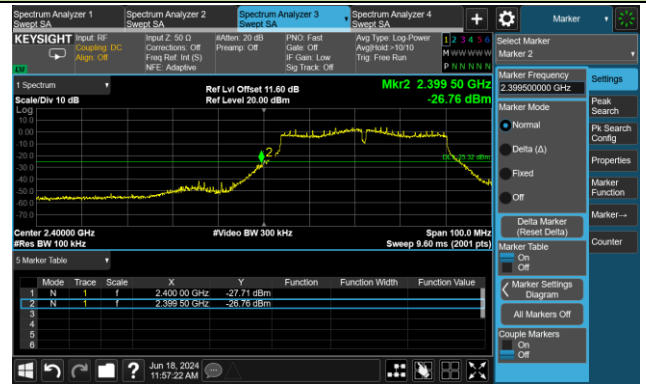 Spectrum Analyzer 1
Swept SA
Spectrum Analyzer 2
Swept SA
Spectrum Analyzer 3
Swept SA
Spectrum Analyzer 4
Swept SA
+
Marker
KEYSIGHT
Input: RF
Coupling: DC
Align: Off
Input Z: 50 Ω
Corrections: Off
Freq Ref: Int (S)
NFE: Adaptive
#Atten: 20 dB
Preamp: Off
PNO: Fast
Gate: Off
IF Gain: Low
Sig Track: Off
Avg Type: Log-Power
Avg|Hold:>10/10
Trig: Free Run
1 2 3 4 5 6
M W W W W W
P N N N N N
Select Marker
Marker 2
1 Spectrum
Scale/Div 10 dB
Ref Lvl Offset 11.60 dB
Ref Level 20.00 dBm
Mkr2 2.399 50 GHz
-26.76 dBm
Log
10.0
0.00
-10.0
-20.0
-30.0
-40.0
-50.0
-60.0
-70.0
2
Center 2.40000 GHz
#Res BW 100 kHz
#Video BW 300 kHz
Span 100.0 MHz
Sweep 9.60 ms (2001 pts)
5 Marker Table
Mode Trace Scale X Y Function Function Width Function Value
1 N 1 f 2.400 00 GHz -27.71 dBm
2 N 1 f 2.399 50 GHz -26.76 dBm
3
4
5
6
Marker Frequency
2.399500000 GHz
Marker Mode
Normal
Delta (Δ)
Fixed
Off
Delta Marker
(Reset Delta)
Marker Table
On
Off
Marker Settings
Diagram
All Markers Off
Couple Markers
On
Off
Settings
Peak
Search
Pk Search
Config
Properties
Marker
Function
Marker→
Counter
?
Jun 18, 2024
11:57:22 AM